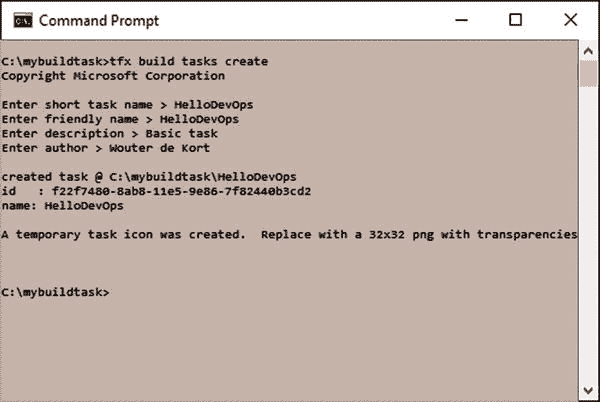 Command Prompt
C:\mybuildtask>tfx build tasks create
Copyright Microsoft Corporation
Enter short task name > HelloDevOps
Enter friendly name > HelloDevOps
Enter description > Basic task
Enter author > Wouter de Kort
created task @ C:\mybuildtask\HelloDevOps
id   : f22f7480-8ab8-11e5-9e86-7f82440b3cd2
name: HelloDevOps
A temporary task icon was created.  Replace with a 32x32 png with transparencies
C:\mybuildtask>